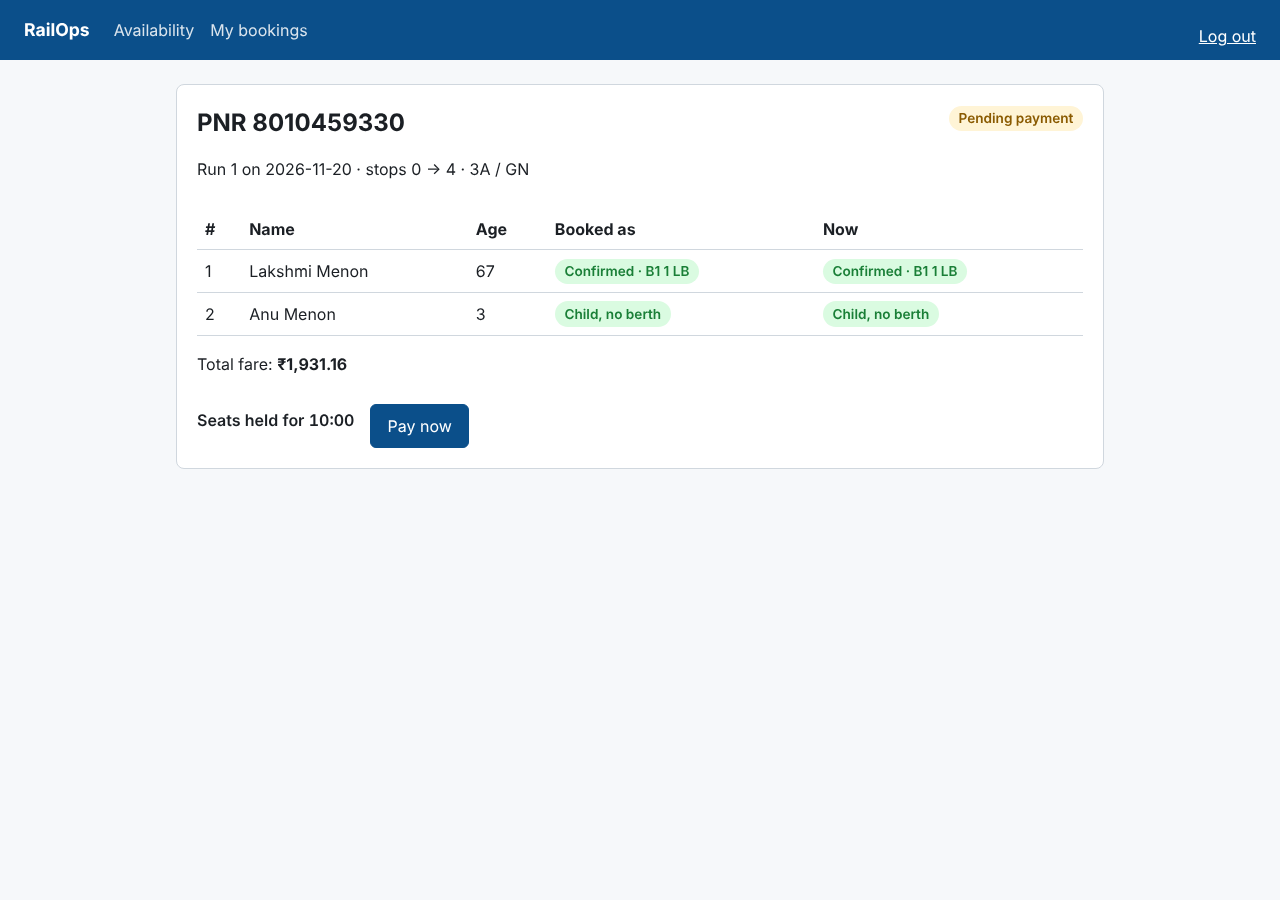 RailOps Availability My bookings Log out
PNR 8010459330 Pending payment
Run 1 on 2026-11-20 · stops 0 → 4 · 3A / GN
# Name Age Booked as Now
1 Lakshmi Menon 67 Confirmed · B1 1 LB Confirmed · B1 1 LB
2 Anu Menon 3 Child, no berth Child, no berth
Total fare: ₹1,931.16
Seats held for 10:00 Pay now